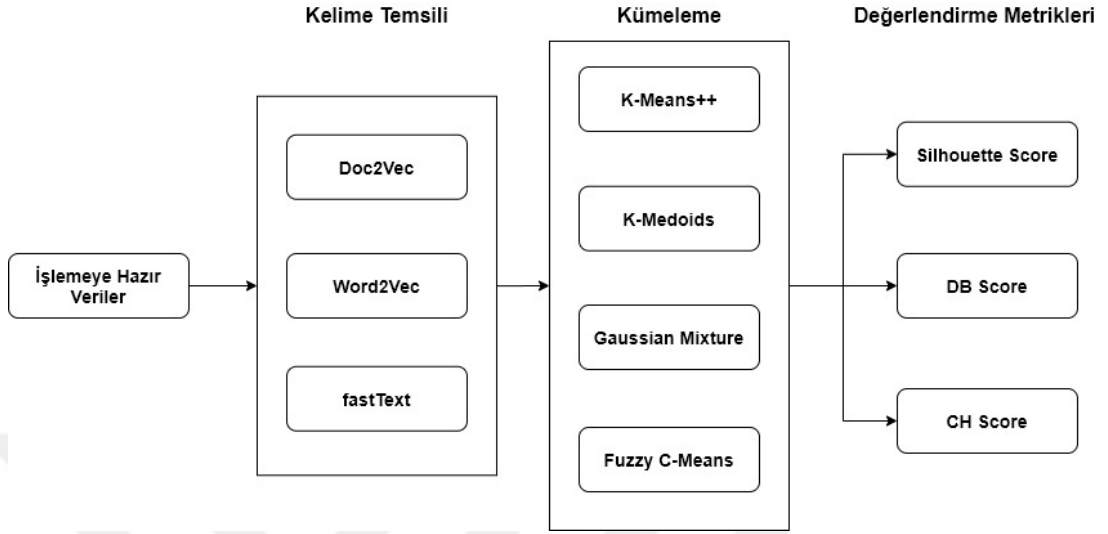 Kelime Temsili
Kümeleme
Değerlendirme Metrikleri
İşlemeye Hazır
Veriler
Doc2Vec
Word2Vec
fastText
K-Means++
K-Medoids
Gaussian Mixture
Fuzzy C-Means
Silhouette Score
DB Score
CH Score